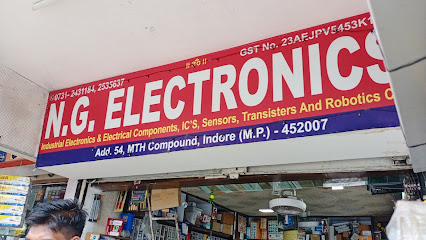 GST No. 23AFJPV5453K1
0731- 2431184, 2535637
N.G. ELECTRONICS
Industrial Electronics & Electrical Components, IC'S, Sensors, Transisters And Robotics
Add. 54, MTH Compound, Indore (M.P.) - 452007